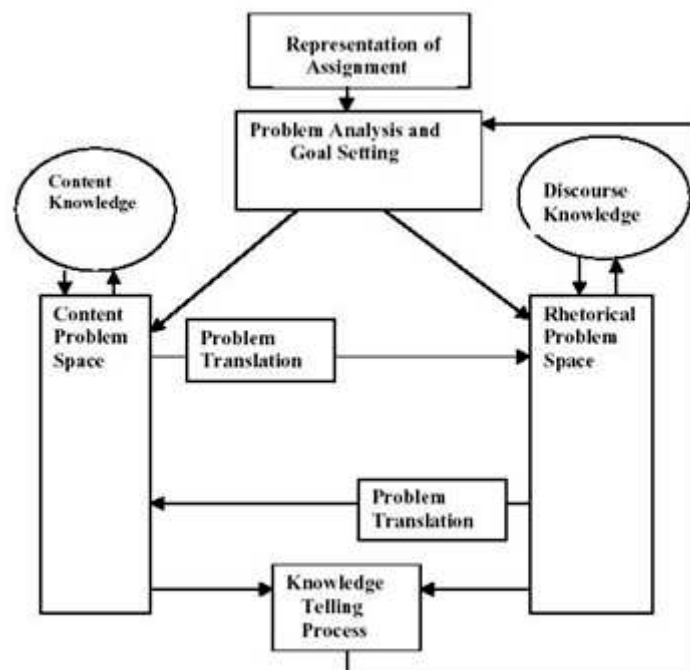 Representation of
Assignment
Problem Analysis and
Goal Setting
Content
Knowledge
Discourse
Knowledge
Content
Problem
Space
Problem
Translation
Rhetorical
Problem
Space
Problem
Translation
Knowledge
Telling
Process